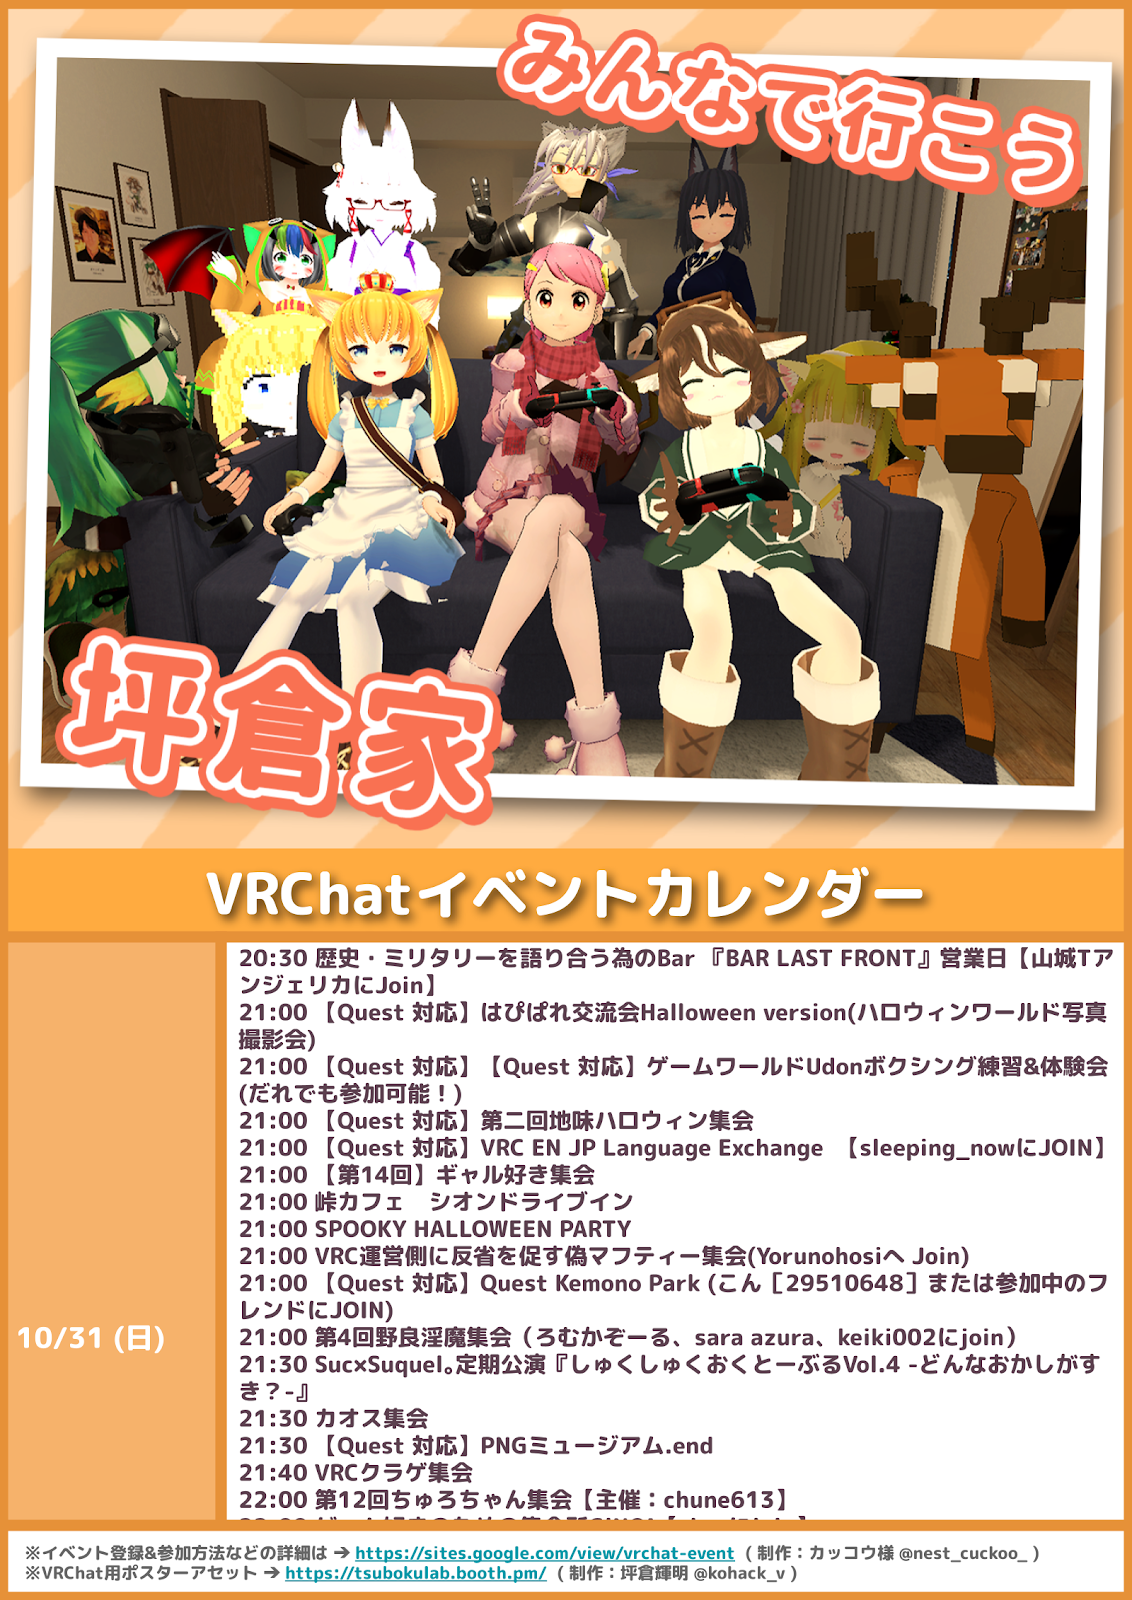 みんなで行こう
坪倉家
VRChatイベントカレンダー
10/31 (日)
20:30 歴史・ミリタリーを語り合う為のBar 『BAR LAST FRONT』営業日【山城Tア
ンジェリカにJoin】
21:00 【Quest 対応】はぴぱれ交流会Halloween version(ハロウィンワールド写真
撮影会)
21:00 【Quest 対応】【Quest 対応】ゲームワールドUdonボクシング練習&体験会
(だれでも参加可能！)
21:00 【Quest 対応】第二回地味ハロウィン集会
21:00 【Quest 対応】VRC EN JP Language Exchange 【sleeping_nowにJOIN】
21:00 【第14回】ギャル好き集会
21:00 峠カフェ　シオンドライブイン
21:00 SPOOKY HALLOWEEN PARTY
21:00 VRC運営側に反省を促す偽マフティー集会(Yorunohosiへ Join)
21:00 【Quest 対応】Quest Kemono Park (こん［29510648］または参加中のフ
レンドにJOIN)
21:00 第4回野良淫魔集会（ろむかぞーる、sara azura、keiki002にjoin）
21:30 Suc×Suquel｡定期公演『しゅくしゅくおくとーぶるVol.4 -どんなおかしがす
き？-』
21:30 カオス集会
21:30 【Quest 対応】PNGミュージアム.end
21:40 VRCクラゲ集会
22:00 第12回ちゅろちゃん集会【主催：chune613】
※イベント登録&参加方法などの詳細は → https://sites.google.com/view/vrchat-event ( 制作：カッコウ様 @nest_cuckoo_ )
※VRChat用ポスターアセット → https://tsubokulab.booth.pm/ ( 制作：坪倉輝明 @kohack_v )